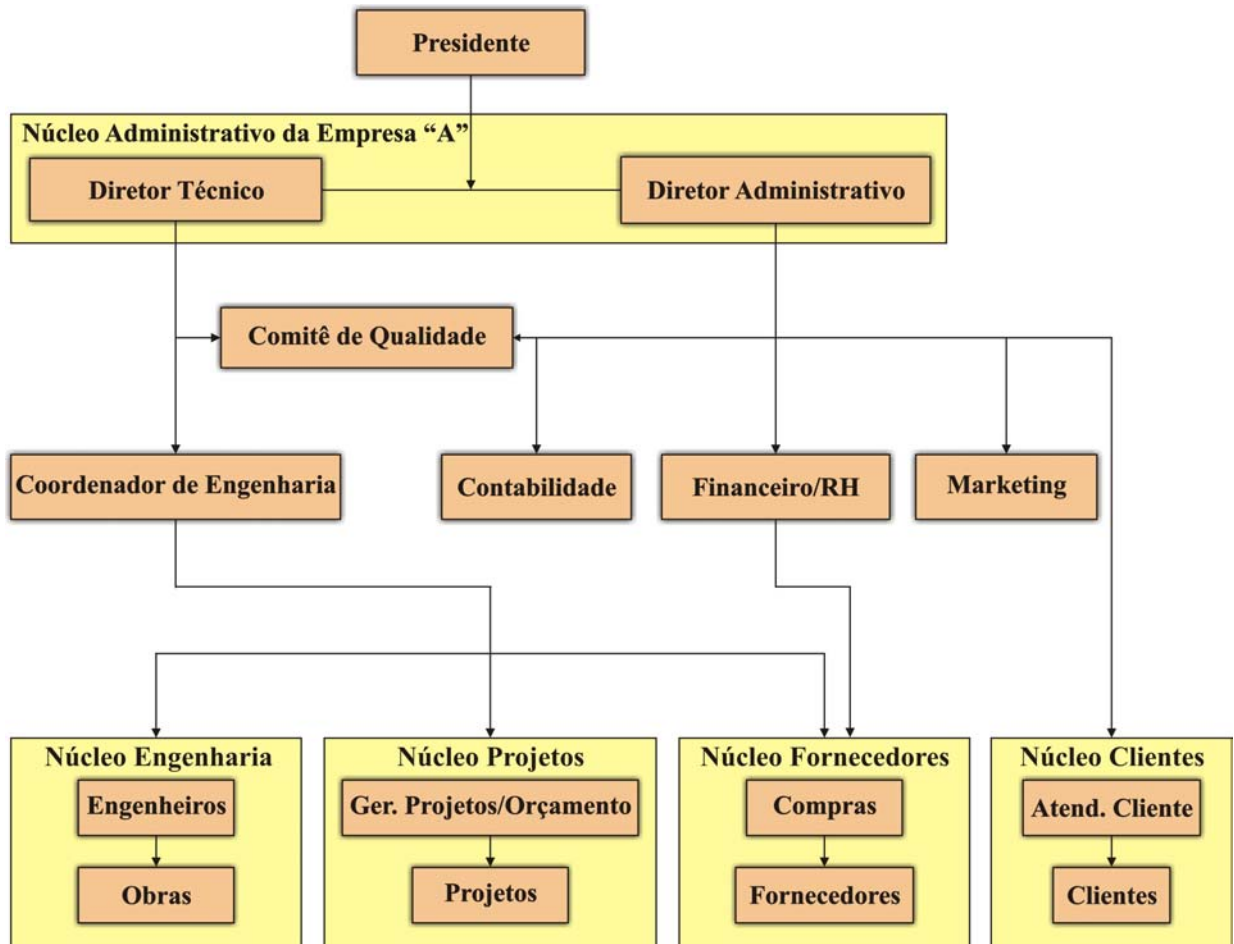 Presidente
Núcleo Administrativo da Empresa “A”
Diretor Técnico
Diretor Administrativo
Comitê de Qualidade
Coordenador de Engenharia
Contabilidade
Financeiro/RH
Marketing
Núcleo Engenharia
Engenheiros
Obras
Núcleo Projetos
Ger. Projetos/Orçamento
Projetos
Núcleo Fornecedores
Compras
Fornecedores
Núcleo Clientes
Atend. Cliente
Clientes